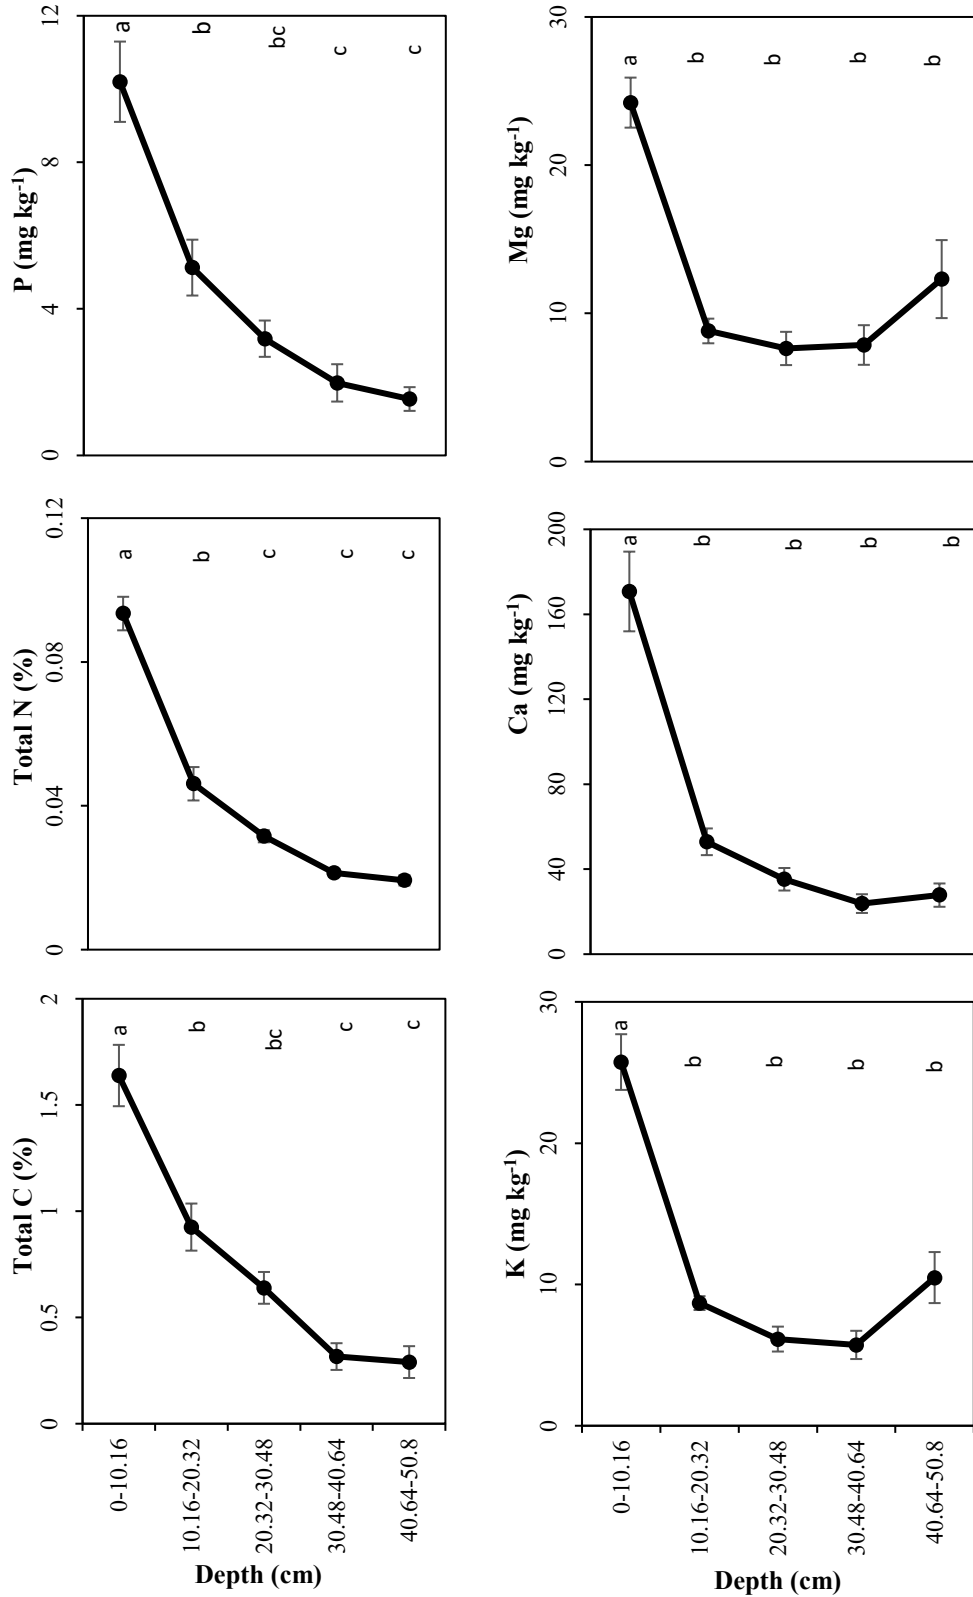 Total C (%)
0 0.5 1 1.5 2
Depth (cm)
0-10.16
10.16-20.32
20.32-30.48
30.48-40.64
40.64-50.8
a
b
bc
c
c
Total N (%)
0 0.04 0.08 0.12
a
b
c
c
c
P (mg kg⁻¹)
0 4 8 12
a
b
bc
c
c
K (mg kg⁻¹)
0 10 20 30
Depth (cm)
0-10.16
10.16-20.32
20.32-30.48
30.48-40.64
40.64-50.8
a
b
b
b
b
Ca (mg kg⁻¹)
0 40 80 120 160 200
a
b
b
b
b
Mg (mg kg⁻¹)
0 10 20 30
a
b
b
b
b